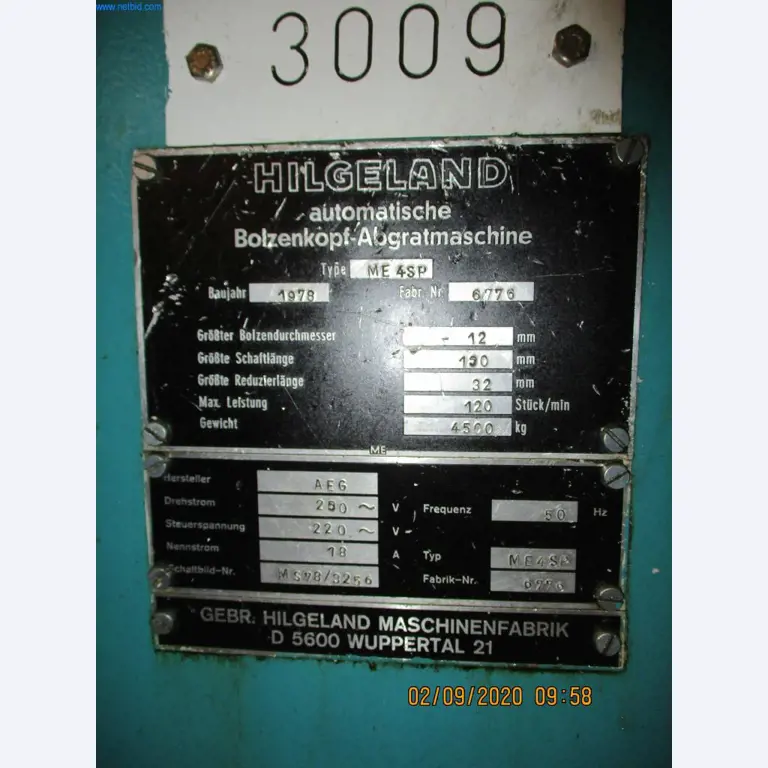 www.netbid.com
3009
HILGELAND
automatische
Bolzenkopf-Abgratmaschine
Type ME 4SP
Baujahr 1978 Fabr. Nr. 6776
Größter Bolzendurchmesser - 12 mm
Größte Schaftlänge mm
Größte Reduzierlänge 32 mm
Max. Leistung 120 Stück/min
Gewicht 4500 kg
ME
Hersteller AEG
Drehstrom ~ V Frequenz 50 Hz
Steuerspannung 220 ~ V
Nennstrom 18 A Typ ME4SP
Schaltbild-Nr. Fabrik-Nr.
GEBR. HILGELAND MASCHINENFABRIK
D 5600 WUPPERTAL 21
02/09/2020 09:58